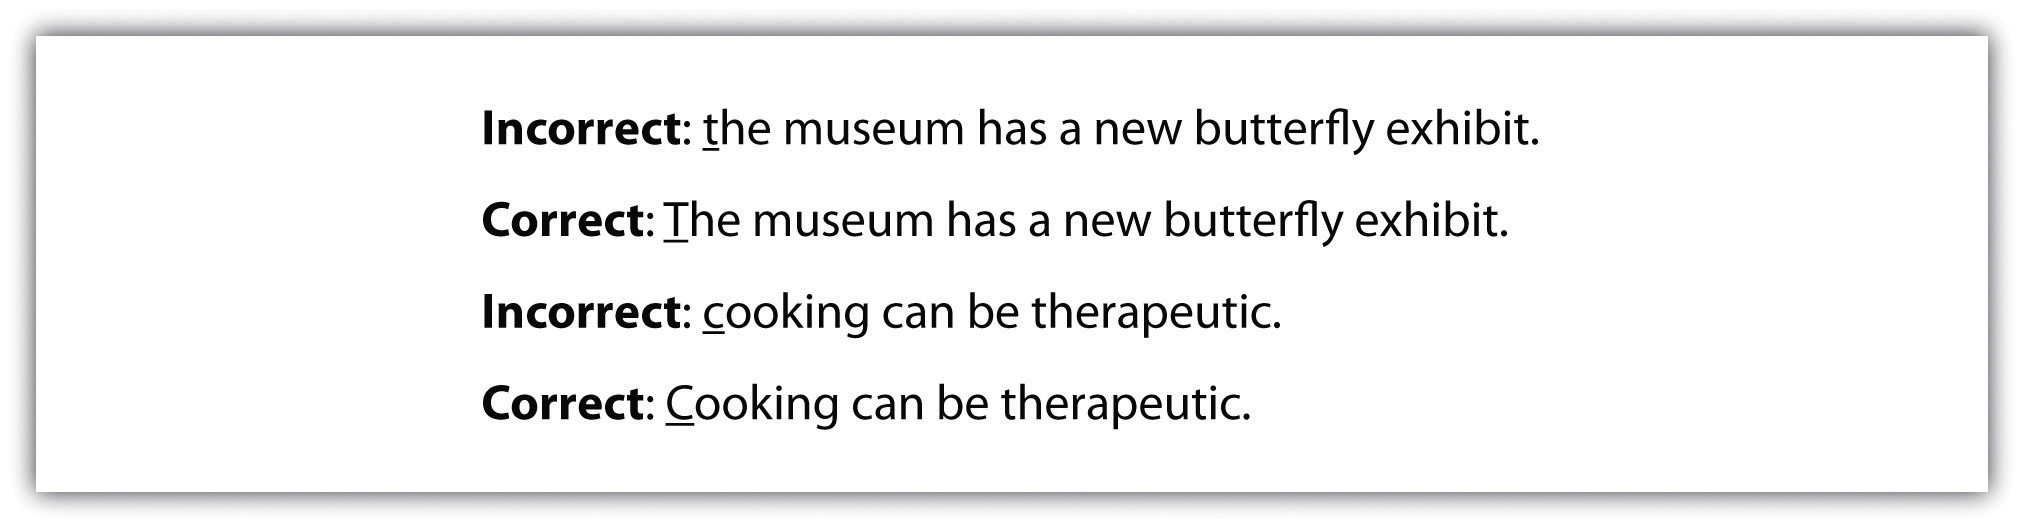 Incorrect: the museum has a new butterfly exhibit.
Correct: The museum has a new butterfly exhibit.
Incorrect: cooking can be therapeutic.
Correct: Cooking can be therapeutic.